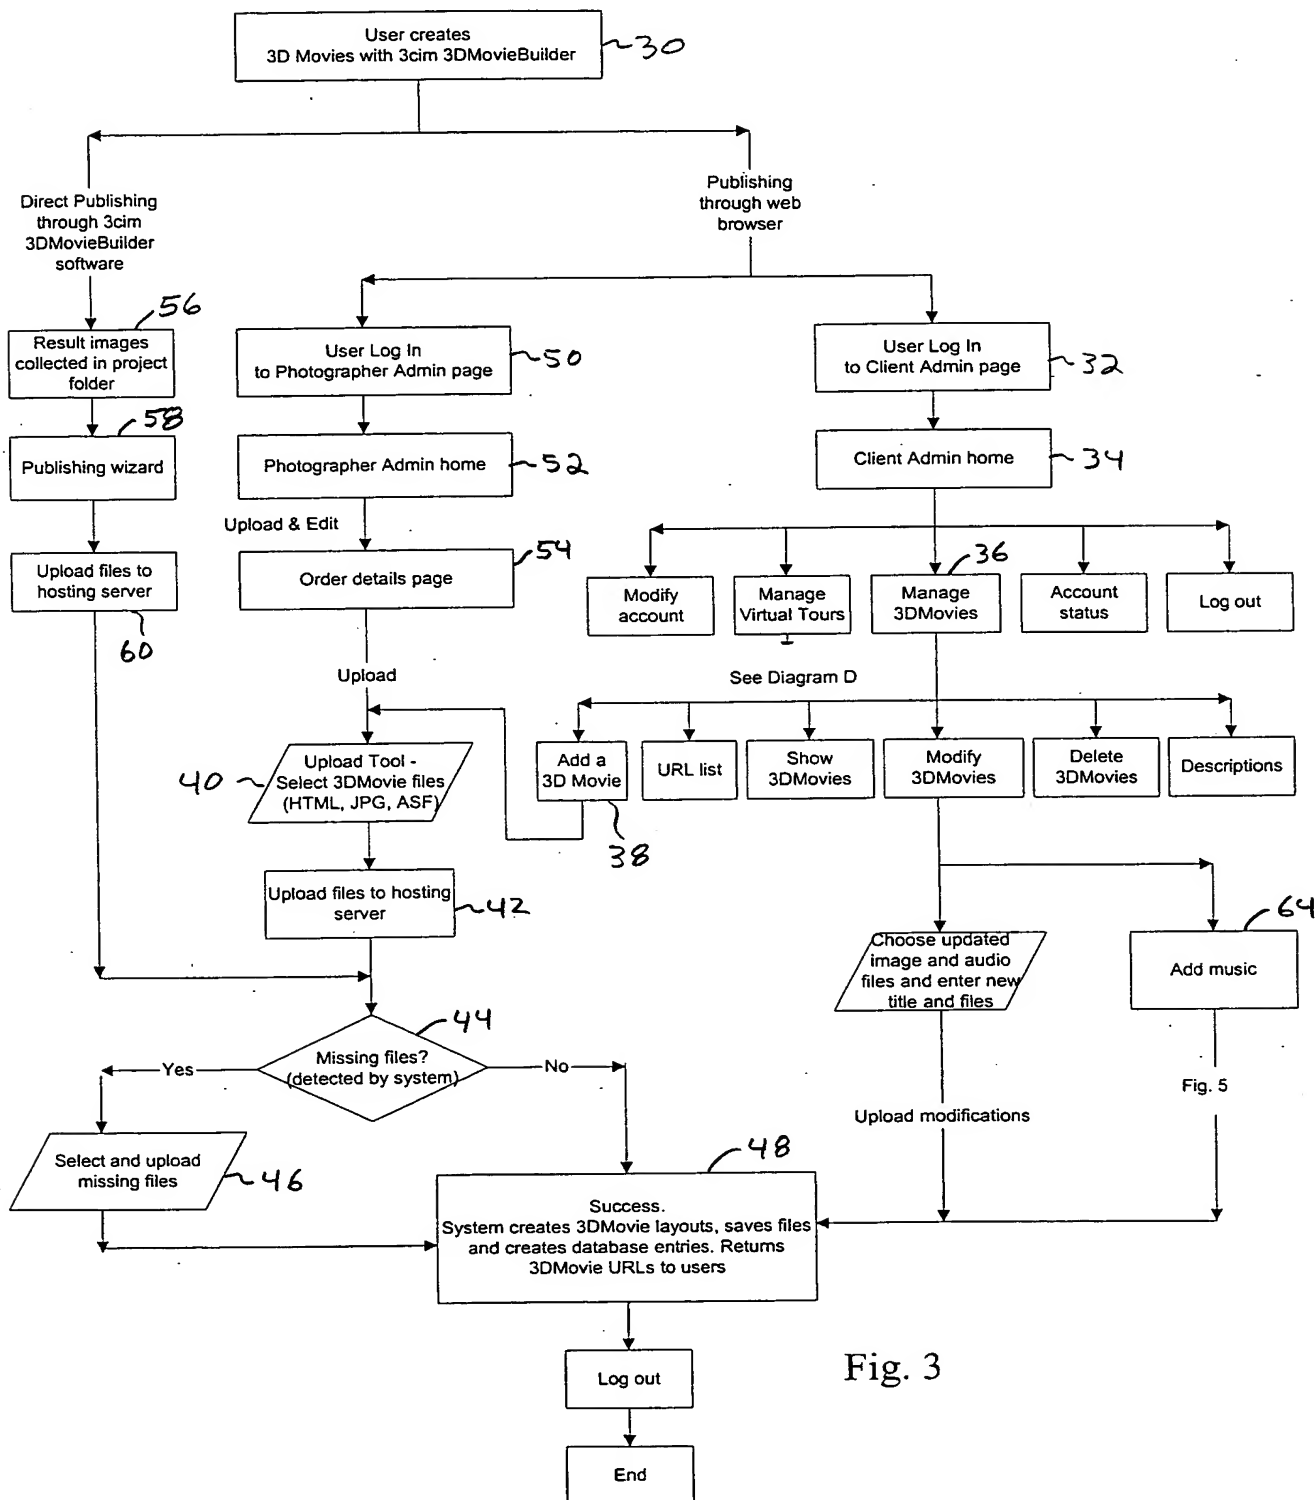 User creates
3D Movies with 3cim 3DMovieBuilder
30
Direct Publishing
through 3cim
3DMovieBuilder
software
Publishing
through web
browser
56
Result images
collected in project
folder
User Log In
to Photographer Admin page
50
User Log In
to Client Admin page
32
58
Publishing wizard
Photographer Admin home
52
Client Admin home
34
Upload & Edit
54
Upload files to
hosting server
60
Order details page
36
Modify
account
Manage
Virtual Tours
Manage
3DMovies
Account
status
Log out
Upload
See Diagram D
40
Upload Tool -
Select 3DMovie files
(HTML, JPG, ASF)
Add a
3D Movie
38
URL list
Show
3DMovies
Modify
3DMovies
Delete
3DMovies
Descriptions
Upload files to hosting
server
42
Choose updated
image and audio
files and enter new
title and files
64
Add music
44
Missing files?
(detected by system)
Yes
No
Fig. 5
Upload modifications
Select and upload
missing files
46
48
Success.
System creates 3DMovie layouts, saves files
and creates database entries. Returns
3DMovie URLs to users
Log out
Fig. 3
End